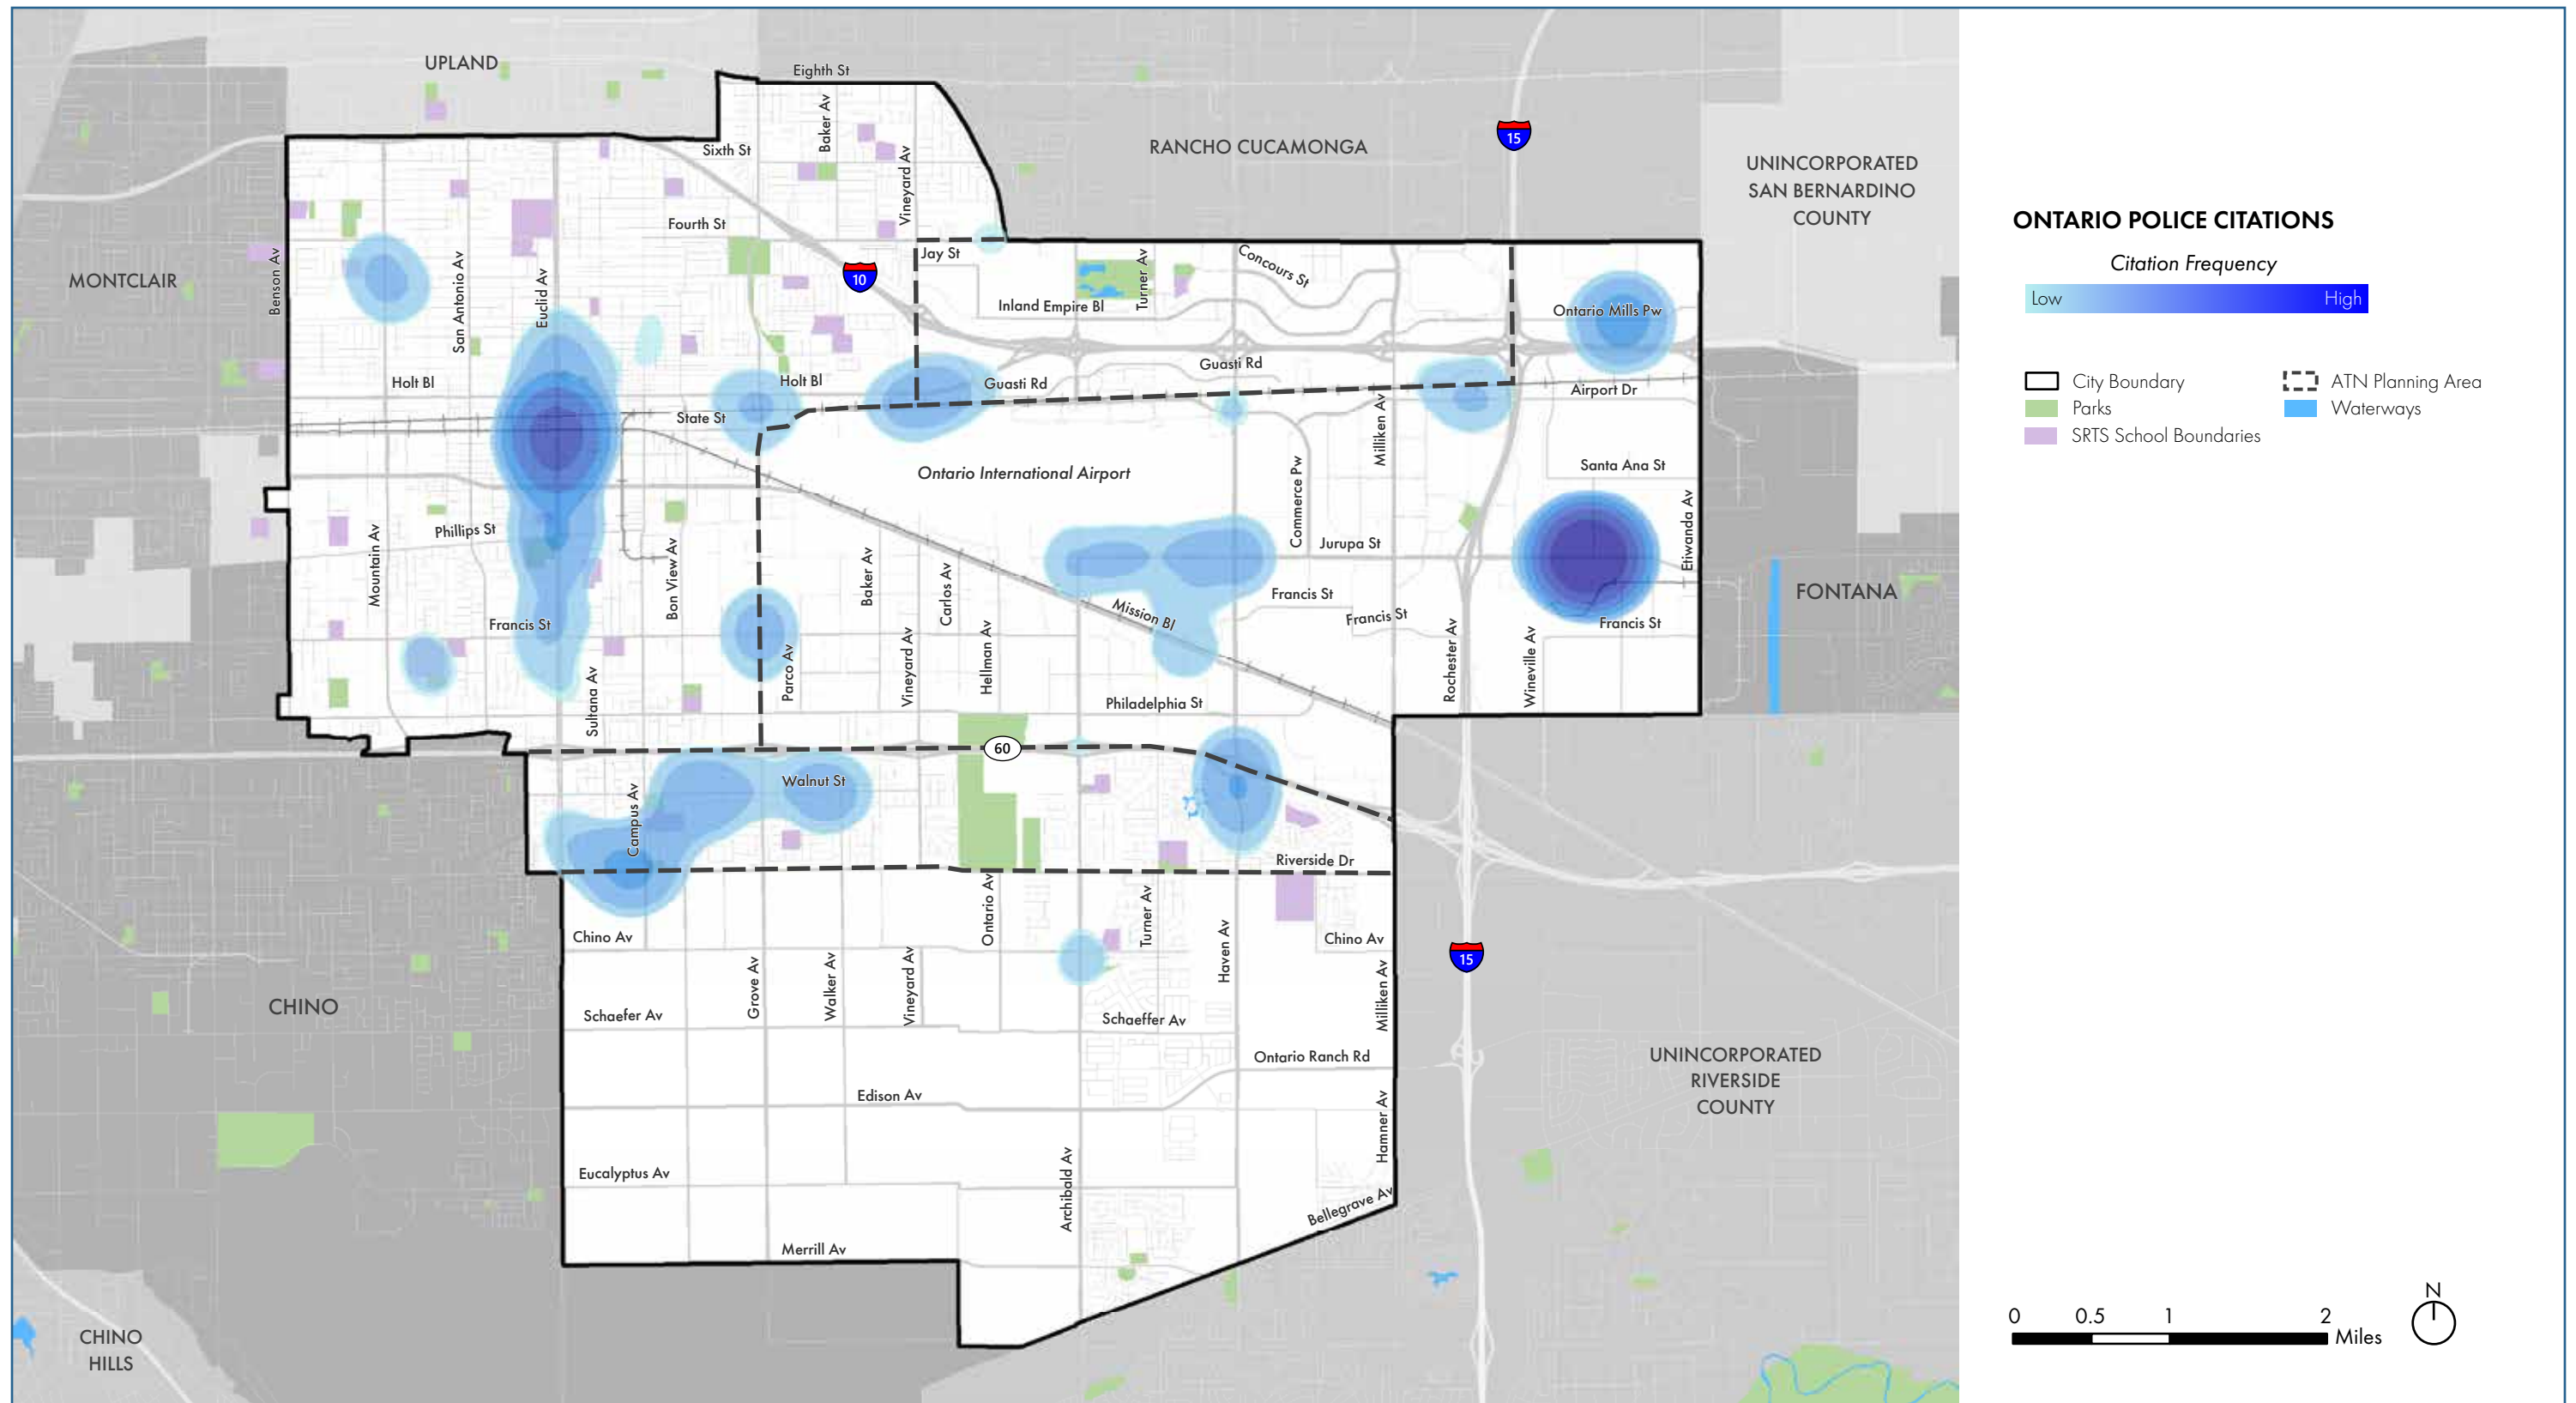 UPLAND
Eighth St
Baker Av
Sixth St
Vineyard Av
RANCHO CUCAMONGA
15
UNINCORPORATED
SAN BERNARDINO
COUNTY
Fourth St
Jay St
10
Concours St
Turner Av
MONTCLAIR
Benson Av
San Antonio Av
Euclid Av
Inland Empire Bl
Ontario Mills Pw
Guasti Rd
Holt Bl
Holt Bl
Guasti Rd
Airport Dr
State St
Milliken Av
Ontario International Airport
Commerce Pw
Santa Ana St
Etiwanda Av
Phillips St
Mountain Av
Bon View Av
Baker Av
Carlos Av
Jurupa St
FONTANA
Francis St
Mission Bl
Francis St
Francis St
Francis St
Sultana Av
Parco Av
Vineyard Av
Hellman Av
Rochester Av
Wineville Av
Philadelphia St
60
Walnut St
Campus Av
Riverside Dr
Ontario Av
Turner Av
Haven Av
Chino Av
Chino Av
15
Grove Av
Walker Av
Vineyard Av
Milliken Av
CHINO
Schaefer Av
Schaeffer Av
Ontario Ranch Rd
UNINCORPORATED
RIVERSIDE
COUNTY
Edison Av
Hamner Av
Eucalyptus Av
Archibald Av
Bellegrave Av
Merrill Av
CHINO
HILLS
ONTARIO POLICE CITATIONS
Citation Frequency
Low
High
City Boundary
ATN Planning Area
Parks
Waterways
SRTS School Boundaries
N
0 0.5 1 2
Miles